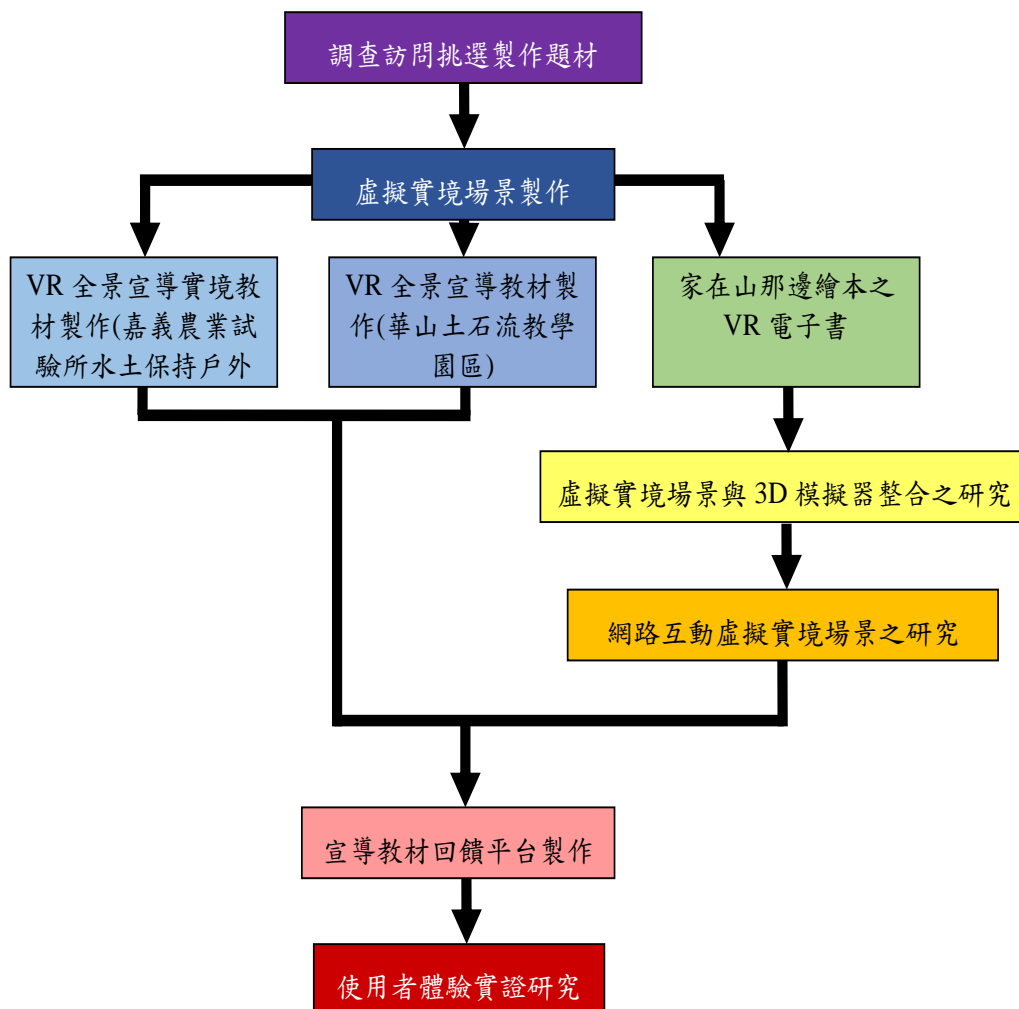 調查訪問挑選製作題材
虛擬實境場景製作
VR 全景宣導實境教
材製作(嘉義農業試
驗所水土保持戶外
VR 全景宣導教材製
作(華山土石流教學
園區)
家在山那邊繪本之
VR 電子書
虛擬實境場景與 3D 模擬器整合之研究
網路互動虛擬實境場景之研究
宣導教材回饋平台製作
使用者體驗實證研究